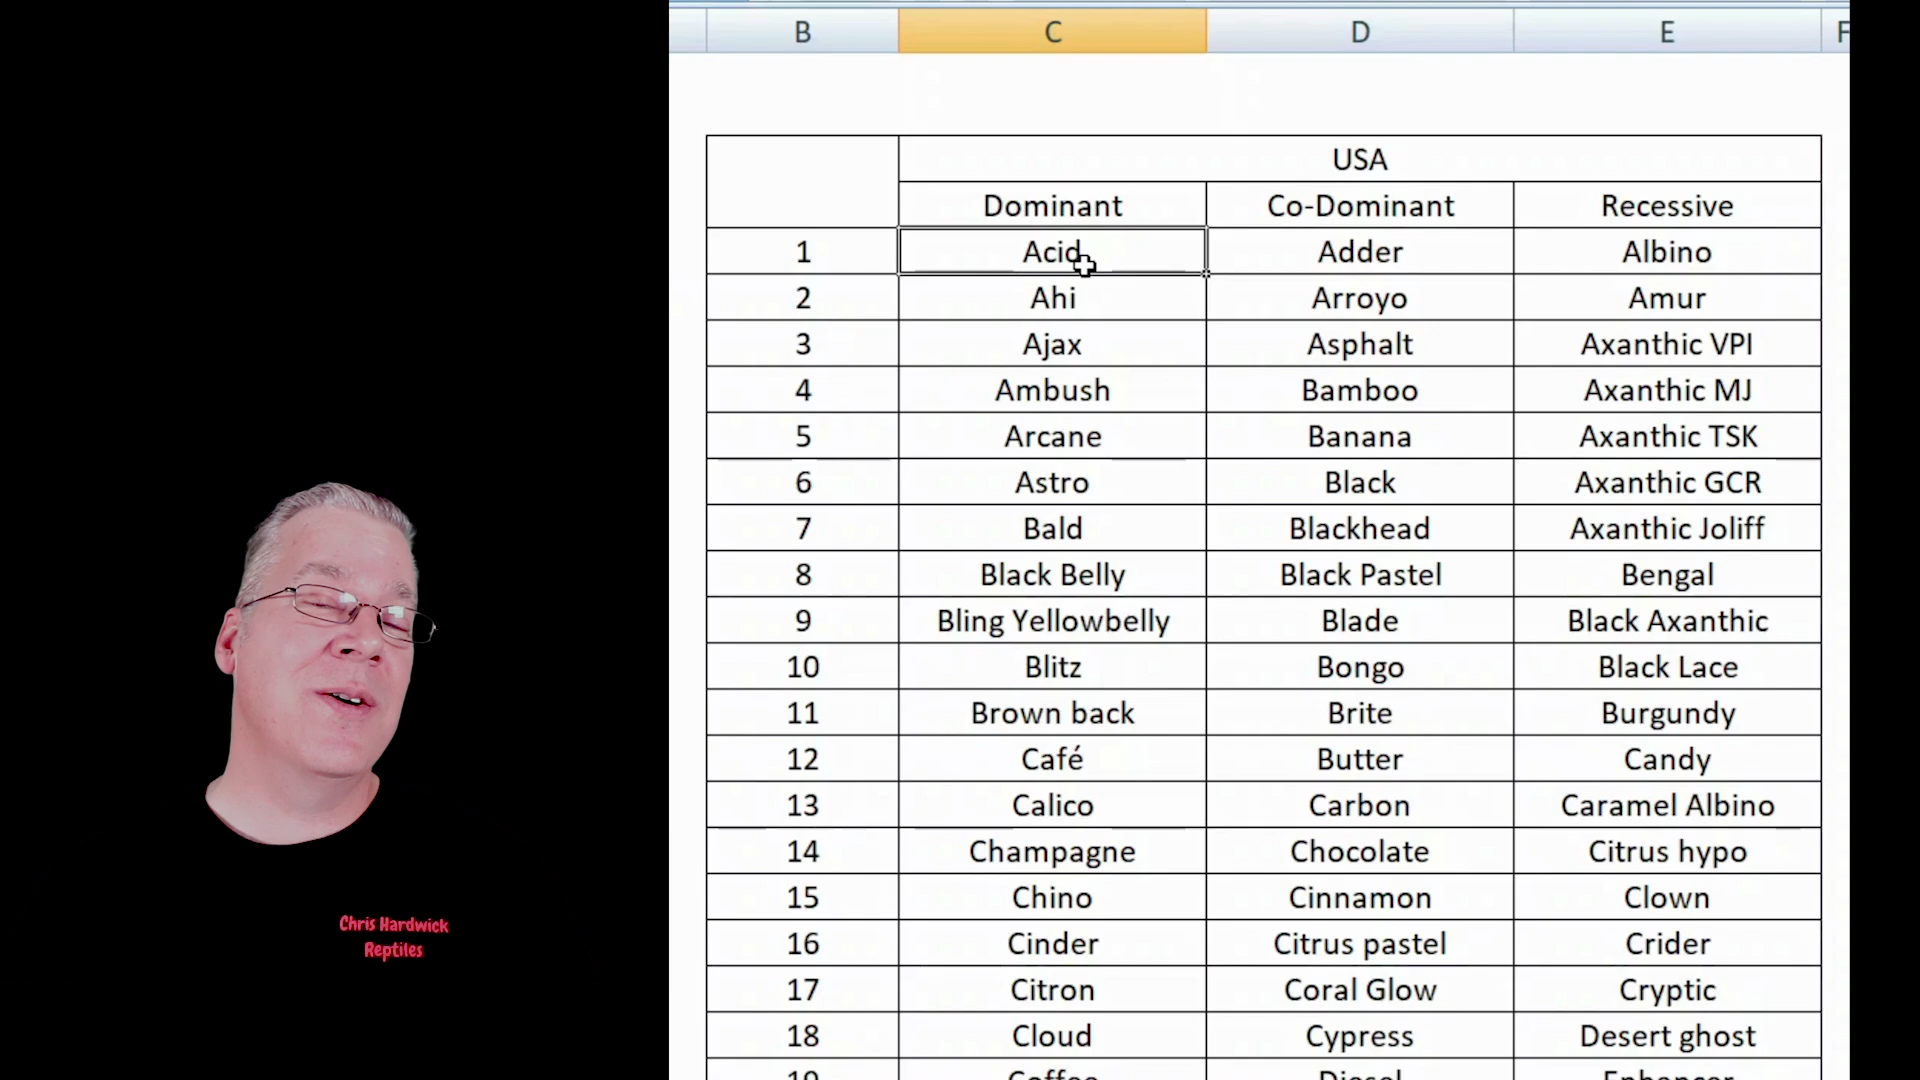 B C D E F
USA
Dominant Co-Dominant Recessive
1 Acid Adder Albino
2 Ahi Arroyo Amur
3 Ajax Asphalt Axanthic VPI
4 Ambush Bamboo Axanthic MJ
5 Arcane Banana Axanthic TSK
6 Astro Black Axanthic GCR
7 Bald Blackhead Axanthic Joliff
8 Black Belly Black Pastel Bengal
9 Bling Yellowbelly Blade Black Axanthic
10 Blitz Bongo Black Lace
11 Brown back Brite Burgundy
12 Café Butter Candy
13 Calico Carbon Caramel Albino
14 Champagne Chocolate Citrus hypo
15 Chino Cinnamon Clown
16 Cinder Citrus pastel Crider
17 Citron Coral Glow Cryptic
18 Cloud Cypress Desert ghost
19 Coffee Diesel Enhancer
Chris Hardwick
Reptiles